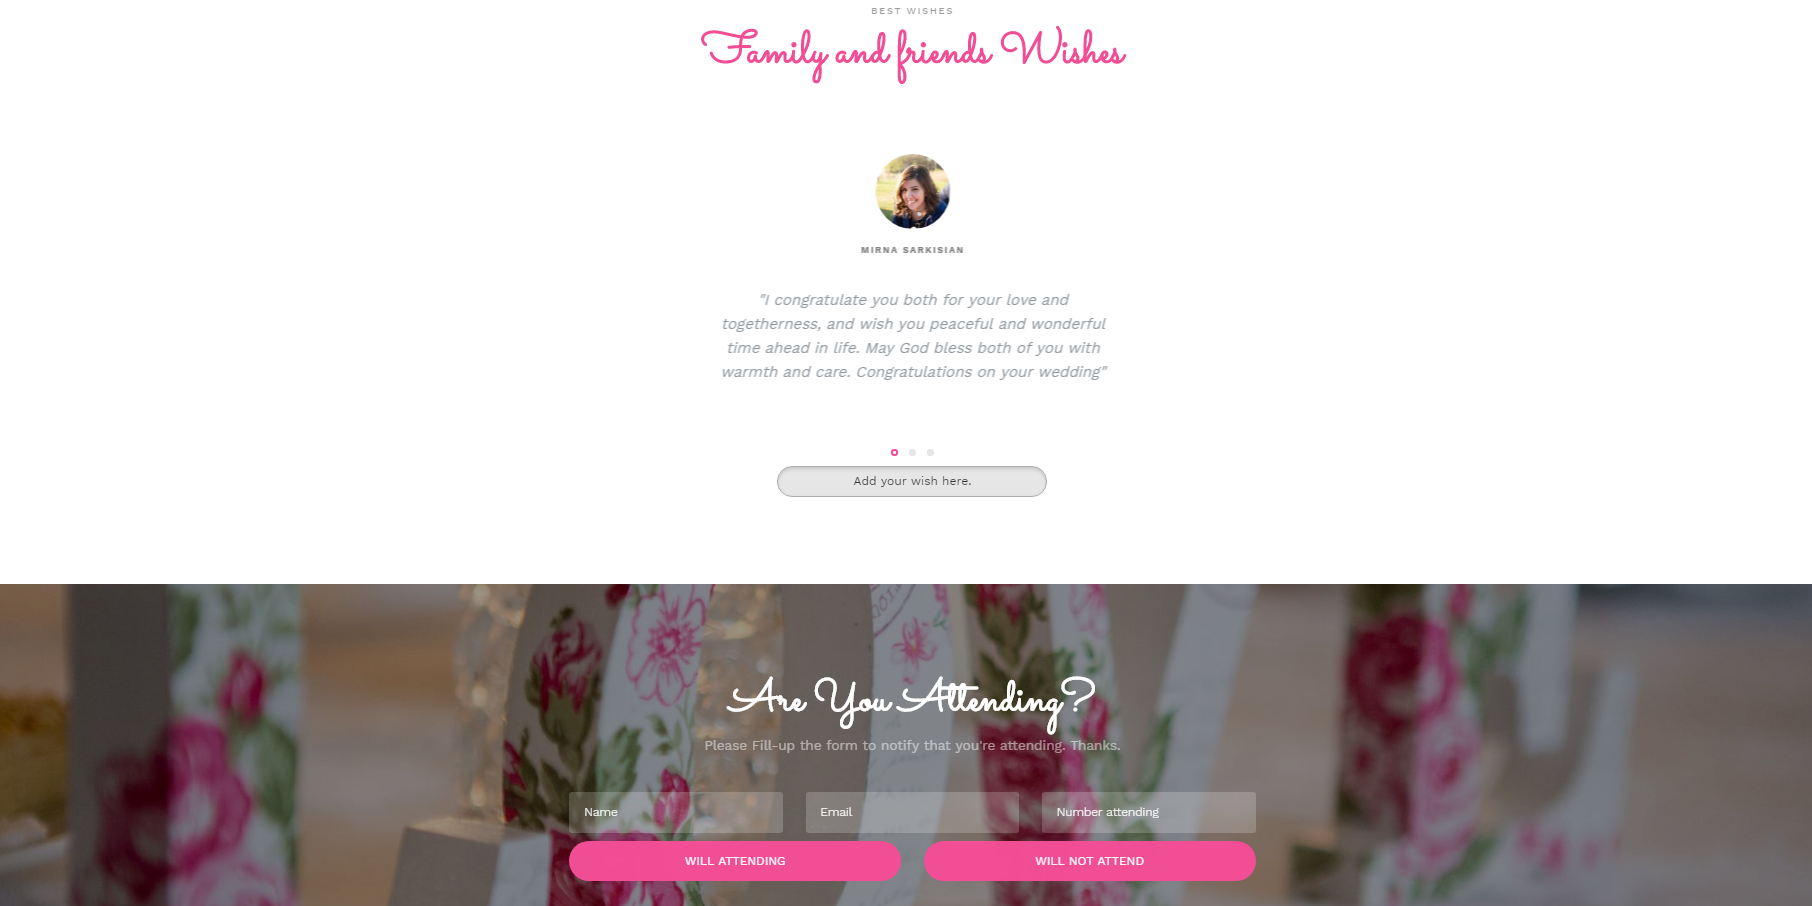 BEST WISHES
Family and friends Wishes
MIRNA SARKISIAN
"I congratulate you both for your love and
togetherness, and wish you peaceful and wonderful
time ahead in life. May God bless both of you with
warmth and care. Congratulations on your wedding"
Add your wish here.
Are You Attending?
Please Fill-up the form to notify that you're attending. Thanks.
Name
Email
Number attending
WILL ATTENDING
WILL NOT ATTEND